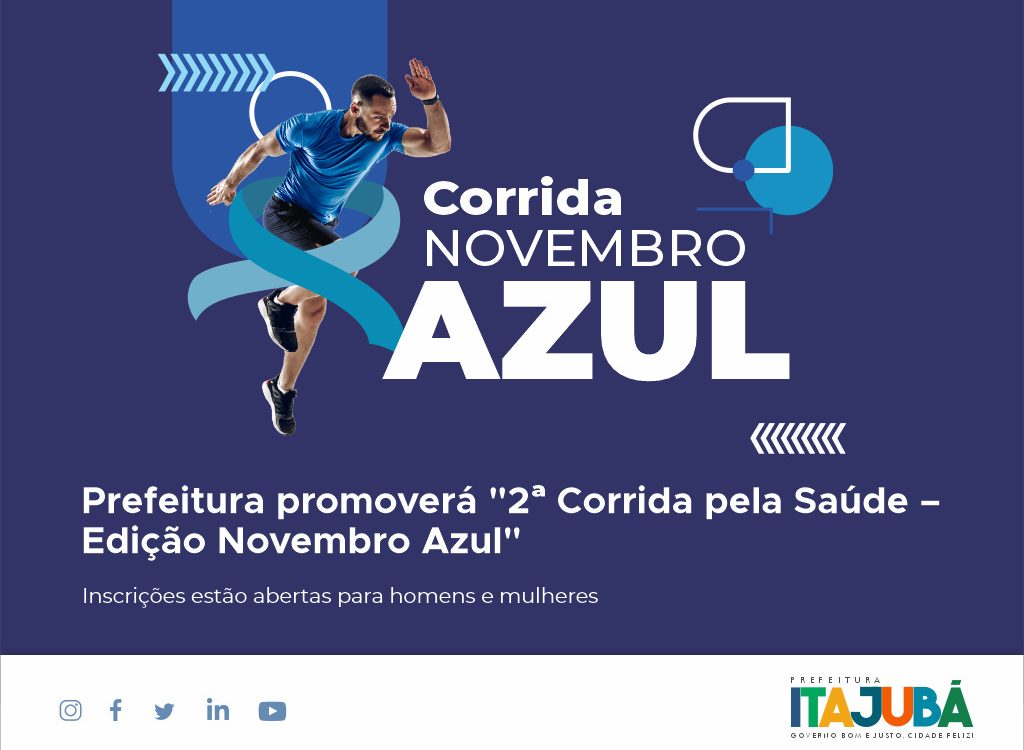 Corrida
NOVEMBRO
AZUL
Prefeitura promoverá "2ª Corrida pela Saúde –
Edição Novembro Azul"
Inscrições estão abertas para homens e mulheres
PREFEITURA
ITAJUBÁ
GOVERNO BOM E JUSTO, CIDADE FELIZ!